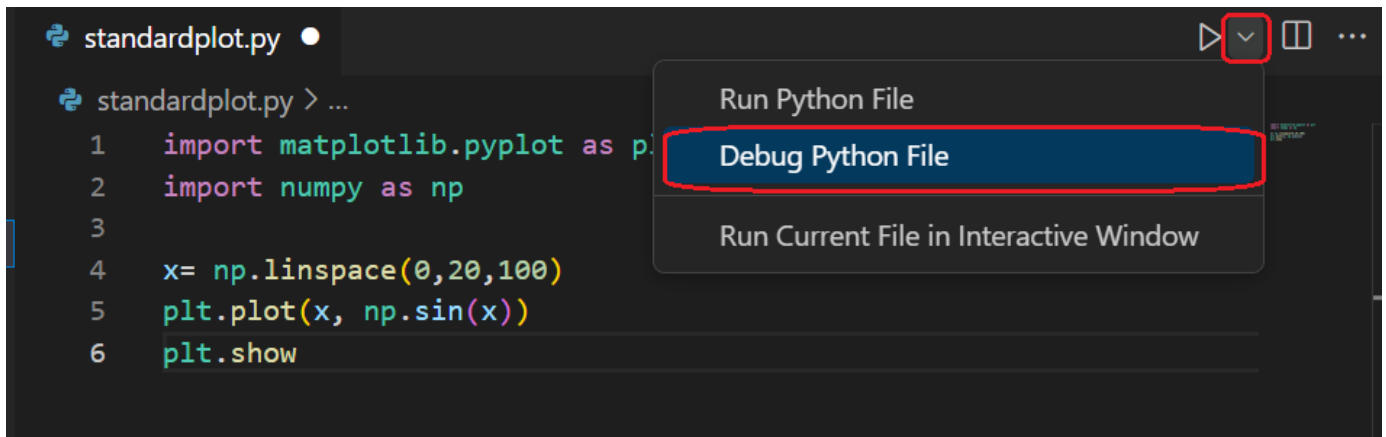 standardplot.py
standardplot.py > ...
Run Python File
Debug Python File
Run Current File in Interactive Window
1 import matplotlib.pyplot as
2 import numpy as np
3
4 x= np.linspace(0,20,100)
5 plt.plot(x, np.sin(x))
6 plt.show